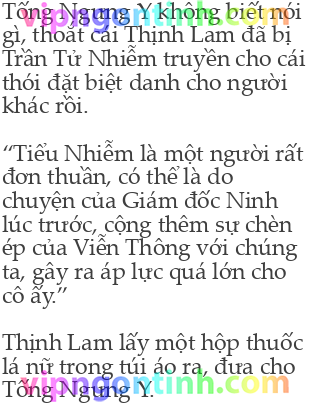 Tống Ngưng Y không biết nói
gì, thoắt cái Thịnh Lam đã bị
Trần Tử Nhiễm truyền cho cái
thói đặt biệt danh cho người
khác rồi.
“Tiểu Nhiễm là một người rất
đơn thuần, có thể là do
chuyện của Giám đốc Ninh
lúc trước, cộng thêm sự chèn
ép của Viễn Thông với chúng
ta, gây ra áp lực quá lớn cho
cô ấy.”
Thịnh Lam lấy một hộp thuốc
lá nữ trong túi áo ra, đưa cho
Tống Ngưng Y.
vipngontinh.com
vipngontinh.com